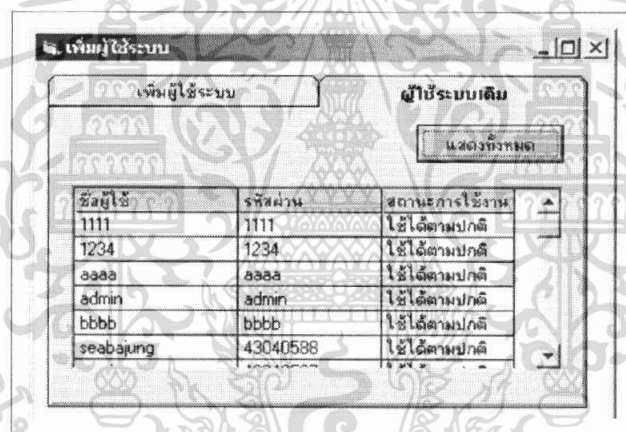 เพิ่มผู้ใช้ระบบ
เพิ่มผู้ใช้ระบบ ผู้ใช้ระบบเดิม
แสดงทั้งหมด
ชื่อผู้ใช้ รหัสผ่าน สถานะการใช้งาน
1111 1111 ใช้ได้ตามปกติ
1234 1234 ใช้ได้ตามปกติ
aaaa aaaa ใช้ได้ตามปกติ
admin admin ใช้ได้ตามปกติ
bbbb bbbb ใช้ได้ตามปกติ
seabajung 43040588 ใช้ได้ตามปกติ